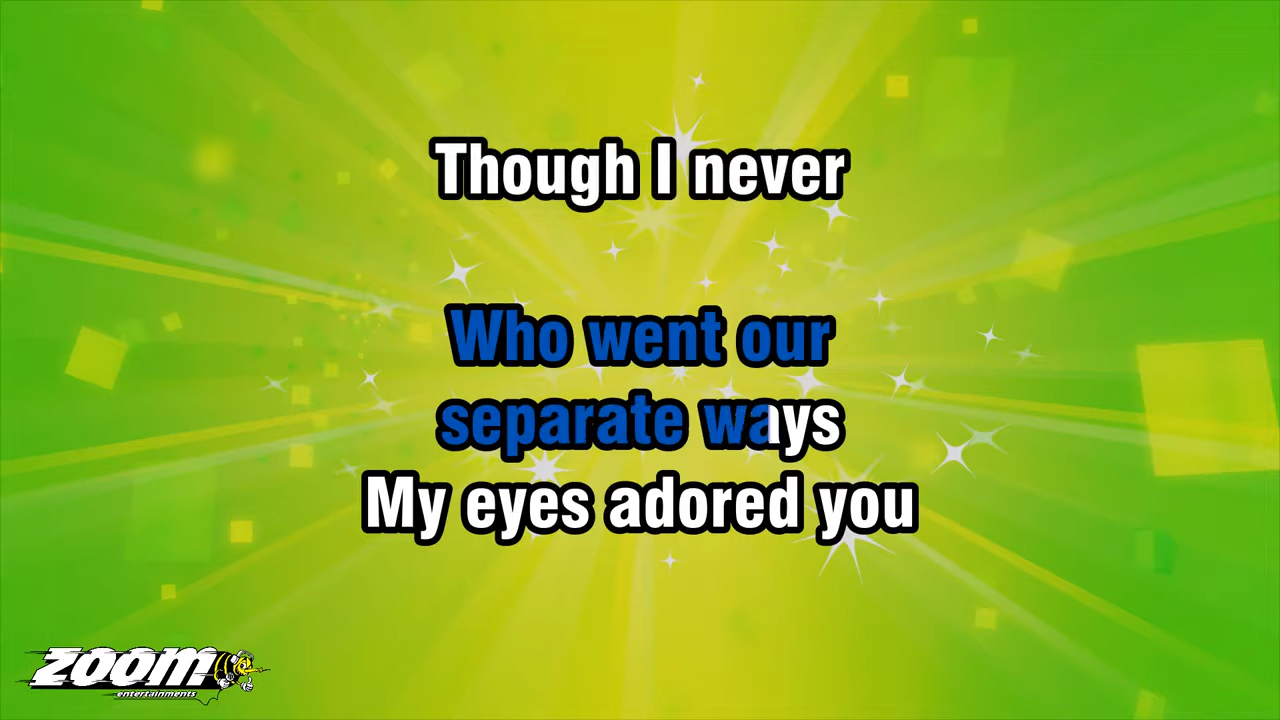 Though I never
Who went our
separate ways
My eyes adored you
zoom
entertainments